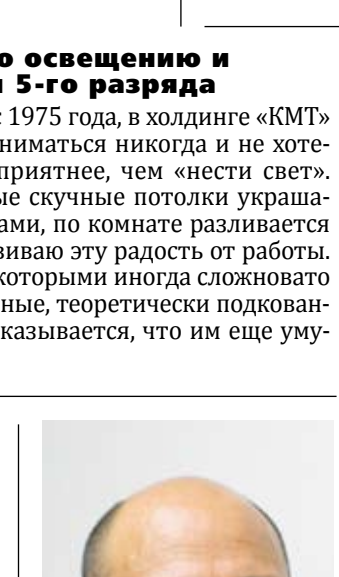 о освещению и
5-го разряда
с 1975 года, в холдинге «КМТ»
ниматься никогда и не хоте-
приятнее, чем «нести свет».
ые скучные потолки украша-
ами, по комнате разливается
зиваю эту радость от работы.
которыми иногда сложновато
ные, теоретически подкован-
казывается, что им еще уму-